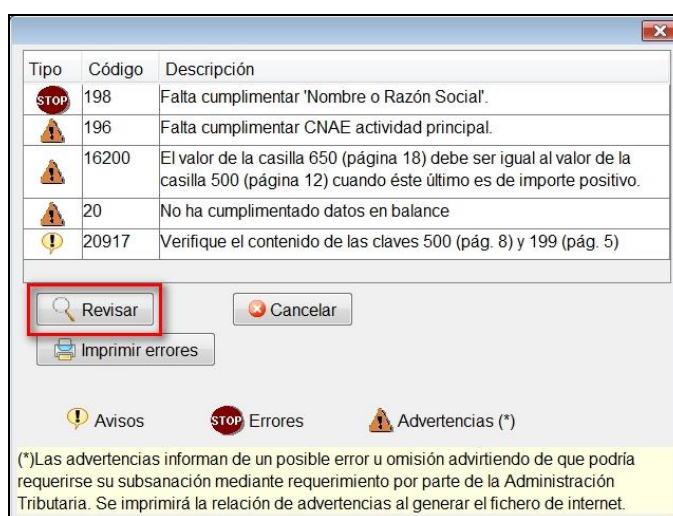 Tipo Código Descripción
STOP 198 Falta cumplimentar 'Nombre o Razón Social'.
196 Falta cumplimentar CNAE actividad principal.
16200 El valor de la casilla 650 (página 18) debe ser igual al valor de la
casilla 500 (página 12) cuando éste último es de importe positivo.
20 No ha cumplimentado datos en balance
20917 Verifique el contenido de las claves 500 (pág. 8) y 199 (pág. 5)
Revisar Cancelar
Imprimir errores
Avisos STOP Errores Advertencias (*)
(*)Las advertencias informan de un posible error u omisión advirtiendo de que podría
requerirse su subsanación mediante requerimiento por parte de la Administración
Tributaria. Se imprimirá la relación de advertencias al generar el fichero de internet.